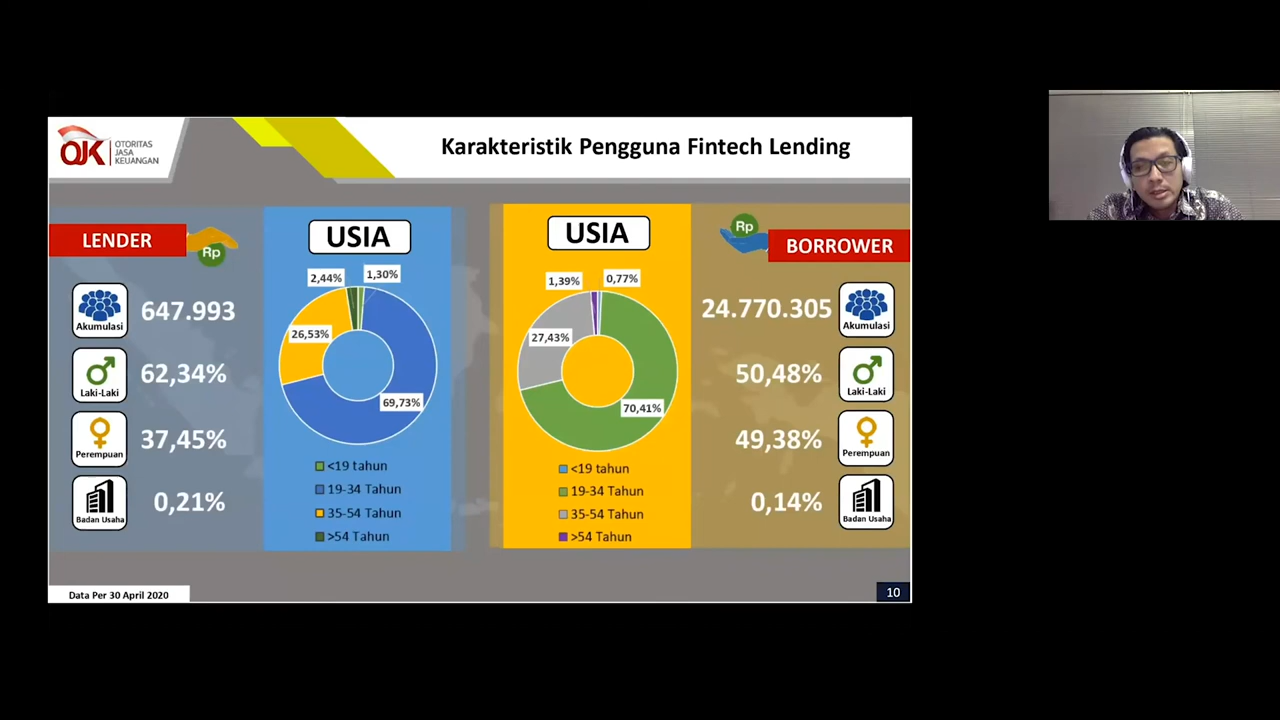 OJK
OTORITAS
JASA
KEUANGAN
Karakteristik Pengguna Fintech Lending
LENDER
Rp
Akumulasi
647.993
Laki-Laki
62,34%
Perempuan
37,45%
Badan Usaha
0,21%
USIA
2,44%
1,30%
26,53%
69,73%
<19 tahun
19-34 Tahun
35-54 Tahun
>54 Tahun
USIA
1,39%
0,77%
27,43%
70,41%
<19 tahun
19-34 Tahun
35-54 Tahun
>54 Tahun
Rp
BORROWER
24.770.305
Akumulasi
50,48%
Laki-Laki
49,38%
Perempuan
0,14%
Badan Usaha
Data Per 30 April 2020
10